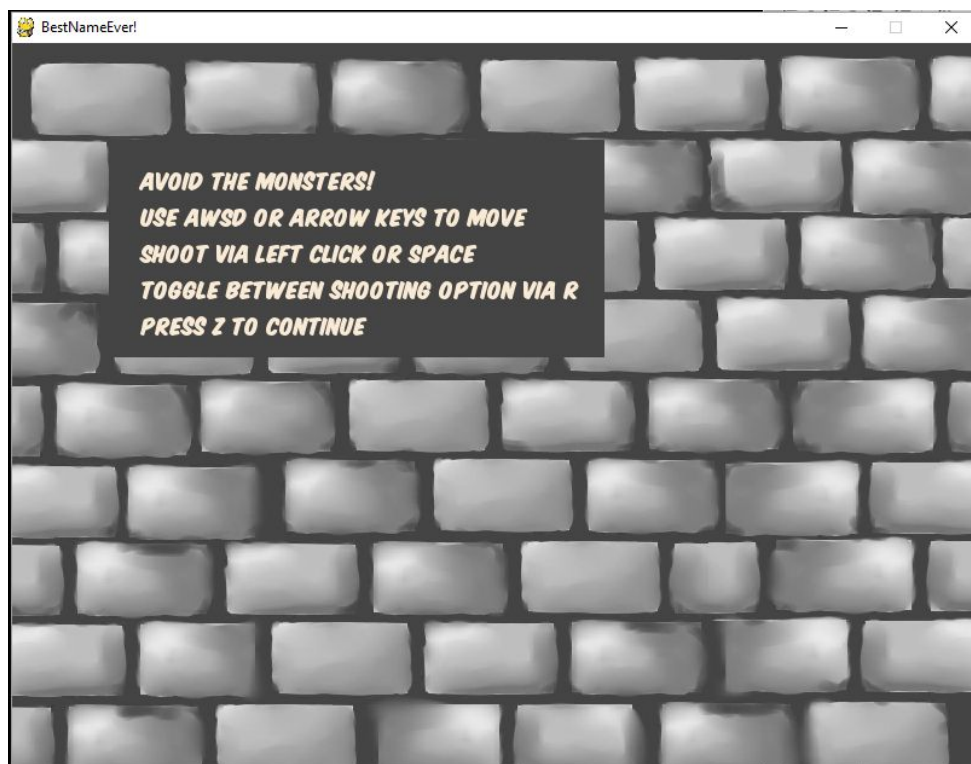 BestNameEver!
AVOID THE MONSTERS!
USE AWSD OR ARROW KEYS TO MOVE
SHOOT VIA LEFT CLICK OR SPACE
TOGGLE BETWEEN SHOOTING OPTION VIA R
PRESS Z TO CONTINUE